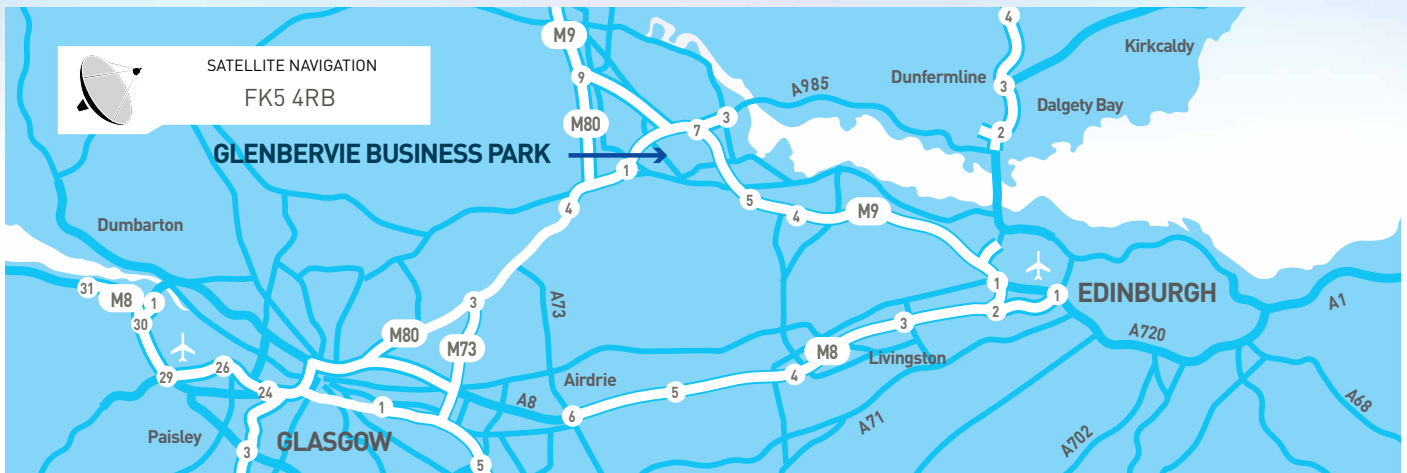 SATELLITE NAVIGATION
FK5 4RB
M9
4
Kirkcaldy
9
Dunfermline
3
A985
Dalgety Bay
M80
3
7
2
GLENBERVIE BUSINESS PARK
1
5
4
M9
4
Dumbarton
31
M8
1
30
3
A73
1
1
EDINBURGH
A1
2
3
M80
M73
M8
A720
Livingston
29
26
24
Airdrie
5
4
A8
1
6
A71
A702
A68
Paisley
GLASGOW
3
5